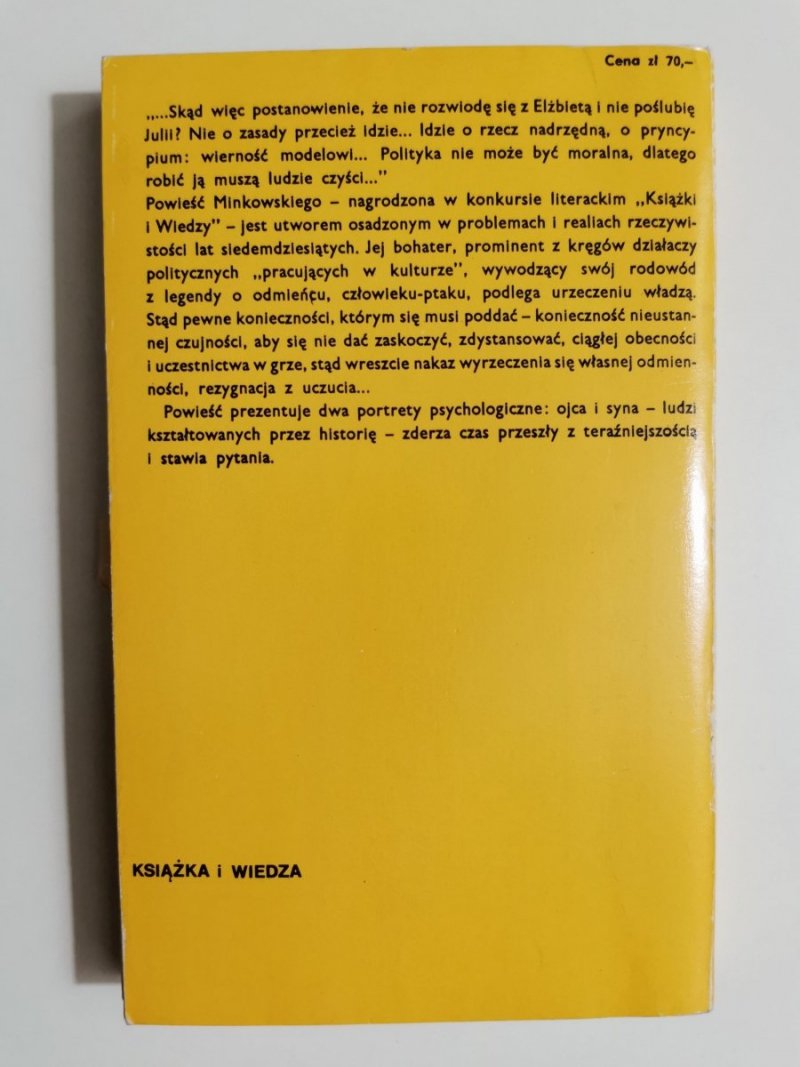 Cena zł 70,—
„...Skąd więc postanowienie, że nie rozwiodę się z Elżbietą i nie poślubię
Julii? Nie o zasady przecież idzie... Idzie o rzecz nadrzędną, o pryncy-
pium: wierność modelowi... Polityka nie może być moralna, dlatego
robić ją muszą ludzie czyści..."
Powieść Minkowskiego – nagrodzona w konkursie literackim „Książki
i Wiedzy" – jest utworem osadzonym w problemach i realiach rzeczywi-
stości lat siedemdziesiątych. Jej bohater, prominent z kręgów działaczy
politycznych „pracujących w kulturze", wywodzący swój rodowód
z legendy o odmieńcu, człowieku-ptaku, podlega urzeczeniu władzą.
Stąd pewne konieczności, którym się musi poddać – konieczność nieustan-
nej czujności, aby się nie dać zaskoczyć, zdystansować, ciągłej obecności
i uczestnictwa w grze, stąd wreszcie nakaz wyrzeczenia się własnej odmien-
ności, rezygnacja z uczucia...
Powieść prezentuje dwa portrety psychologiczne: ojca i syna – ludzi
kształtowanych przez historię – zderza czas przeszły z teraźniejszością
i stawia pytania.
KSIĄŻKA i WIEDZA